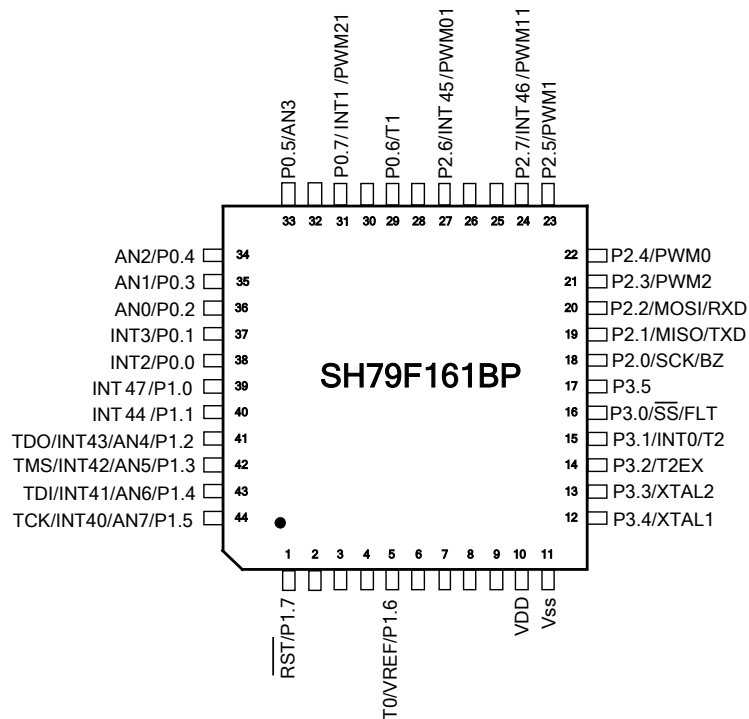 P0.5/AN3
P0.7/ INT1 /PWM21
P0.6/T1
P2.6/INT 45/PWM01
P2.7/INT 46 /PWM11
P2.5/PWM1
33 32 31 30 29 28 27 26 25 24 23
AN2/P0.4 34
AN1/P0.3 35
AN0/P0.2 36
INT3/P0.1 37
INT2/P0.0 38
INT 47 /P1.0 39
INT 44 /P1.1 40
TDO/INT43/AN4/P1.2 41
TMS/INT42/AN5/P1.3 42
TDI/INT41/AN6/P1.4 43
TCK/INT40/AN7/P1.5 44
SH79F161BP
22 P2.4/PWM0
21 P2.3/PWM2
20 P2.2/MOSI/RXD
19 P2.1/MISO/TXD
18 P2.0/SCK/BZ
17 P3.5
16 P3.0/S̅S̅/FLT
15 P3.1/INT0/T2
14 P3.2/T2EX
13 P3.3/XTAL2
12 P3.4/XTAL1
1 2 3 4 5 6 7 8 9 10 11
R̅S̅T̅/P1.7
T0/VREF/P1.6
VDD
Vss